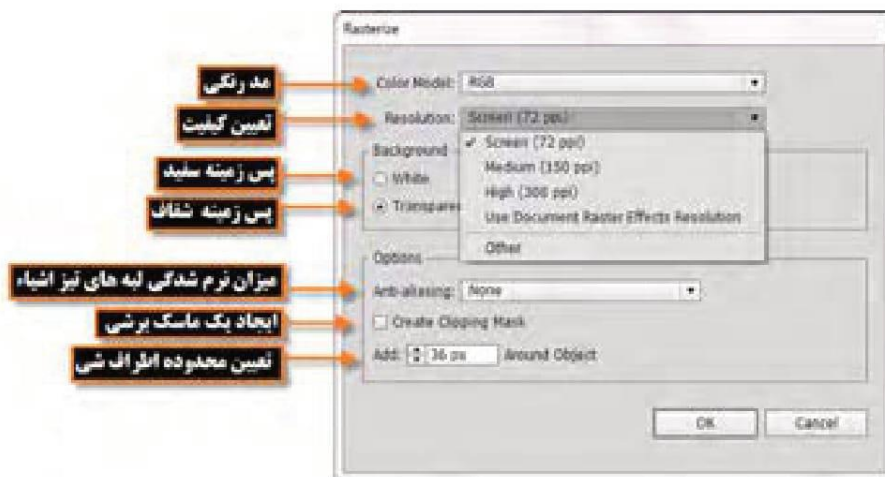 Rasterize
مد رنگی
Color Model: RGB
تعیین کیفیت
Resolution: Screen (72 ppi)
✓ Screen (72 ppi)
Medium (150 ppi)
High (300 ppi)
Use Document Raster Effects Resolution
Other
Background
پس زمینه سفید
White
پس زمینه شفاف
Transpare
Options
میزان نرم شدگی لبه های تیز اشیاء
Anti-aliasing: None
ایجاد یک ماسک برشی
Create Clipping Mask
تعیین محدوده اطراف شی
Add: 36 px Around Object
OK Cancel